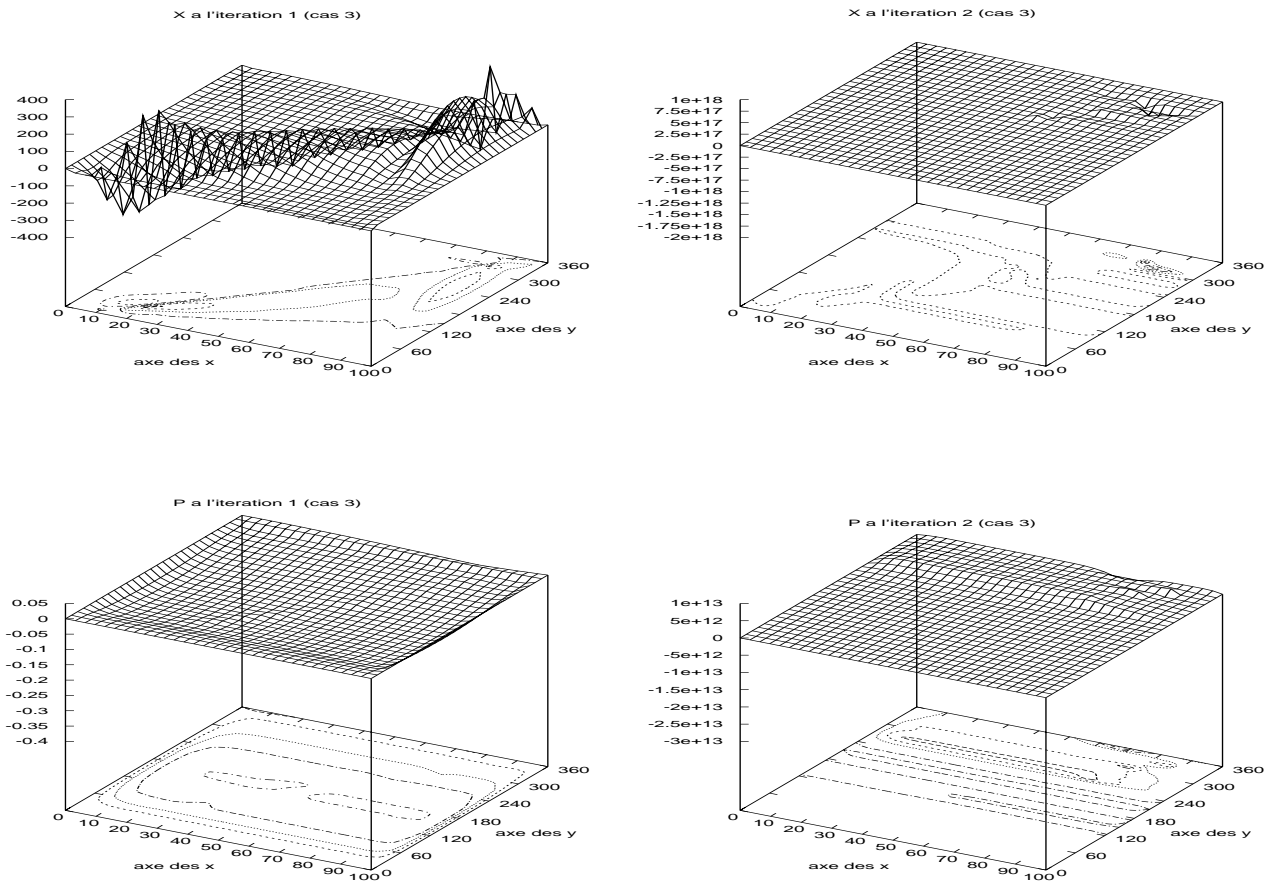 X a l'iteration 1 (cas 3)
400
300
200
100
0
-100
-200
-300
-400
0
10
20
30
40
50
60
70
80
90
100
axe des x
0
60
120
180
240
300
360
axe des y
X a l'iteration 2 (cas 3)
1e+18
7.5e+17
5e+17
2.5e+17
0
-2.5e+17
-5e+17
-7.5e+17
-1e+18
-1.25e+18
-1.5e+18
-1.75e+18
-2e+18
0
10
20
30
40
50
60
70
80
90
100
axe des x
0
60
120
180
240
300
360
axe des y
P a l'iteration 1 (cas 3)
0.05
0
-0.05
-0.1
-0.15
-0.2
-0.25
-0.3
-0.35
-0.4
0
10
20
30
40
50
60
70
80
90
100
axe des x
0
60
120
180
240
300
360
axe des y
P a l'iteration 2 (cas 3)
1e+13
5e+12
0
-5e+12
-1e+13
-1.5e+13
-2e+13
-2.5e+13
-3e+13
0
10
20
30
40
50
60
70
80
90
100
axe des x
0
60
120
180
240
300
360
axe des y